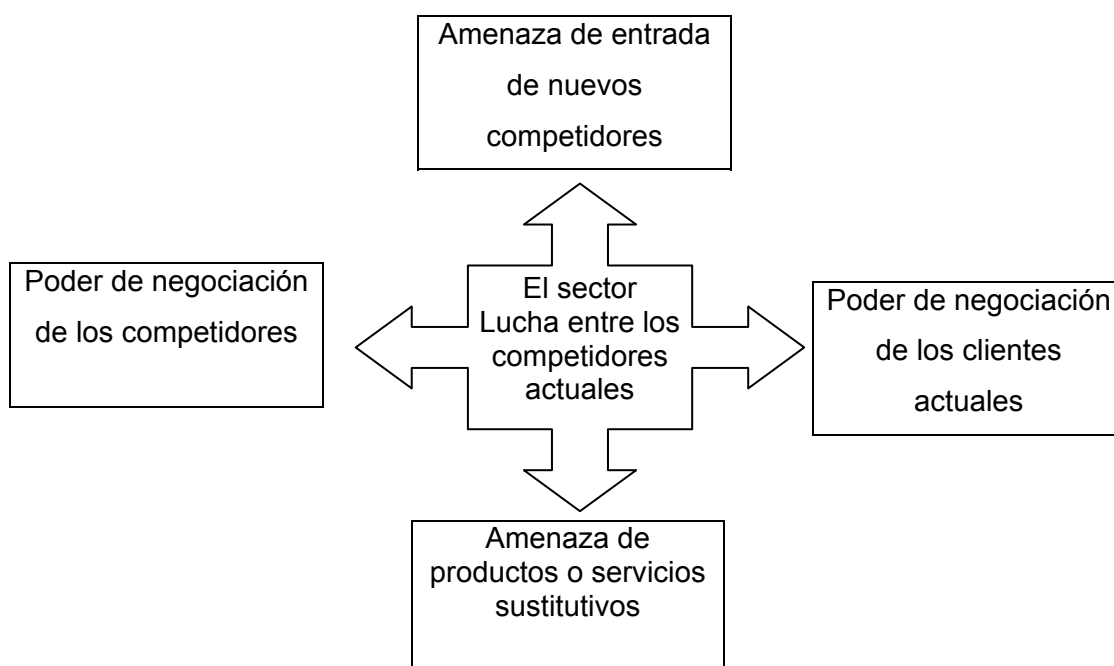 Amenaza de entrada
de nuevos
competidores
Poder de negociación
de los competidores
El sector
Lucha entre los
competidores
actuales
Poder de negociación
de los clientes
actuales
Amenaza de
productos o servicios
sustitutivos